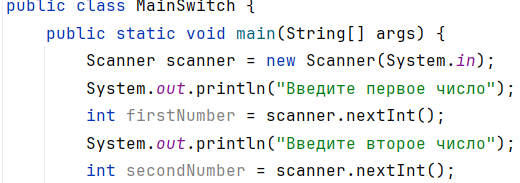 public class MainSwitch {
public static void main(String[] args) {
Scanner scanner = new Scanner(System.in);
System.out.println("Введите первое число");
int firstNumber = scanner.nextInt();
System.out.println("Введите второе число");
int secondNumber = scanner.nextInt();